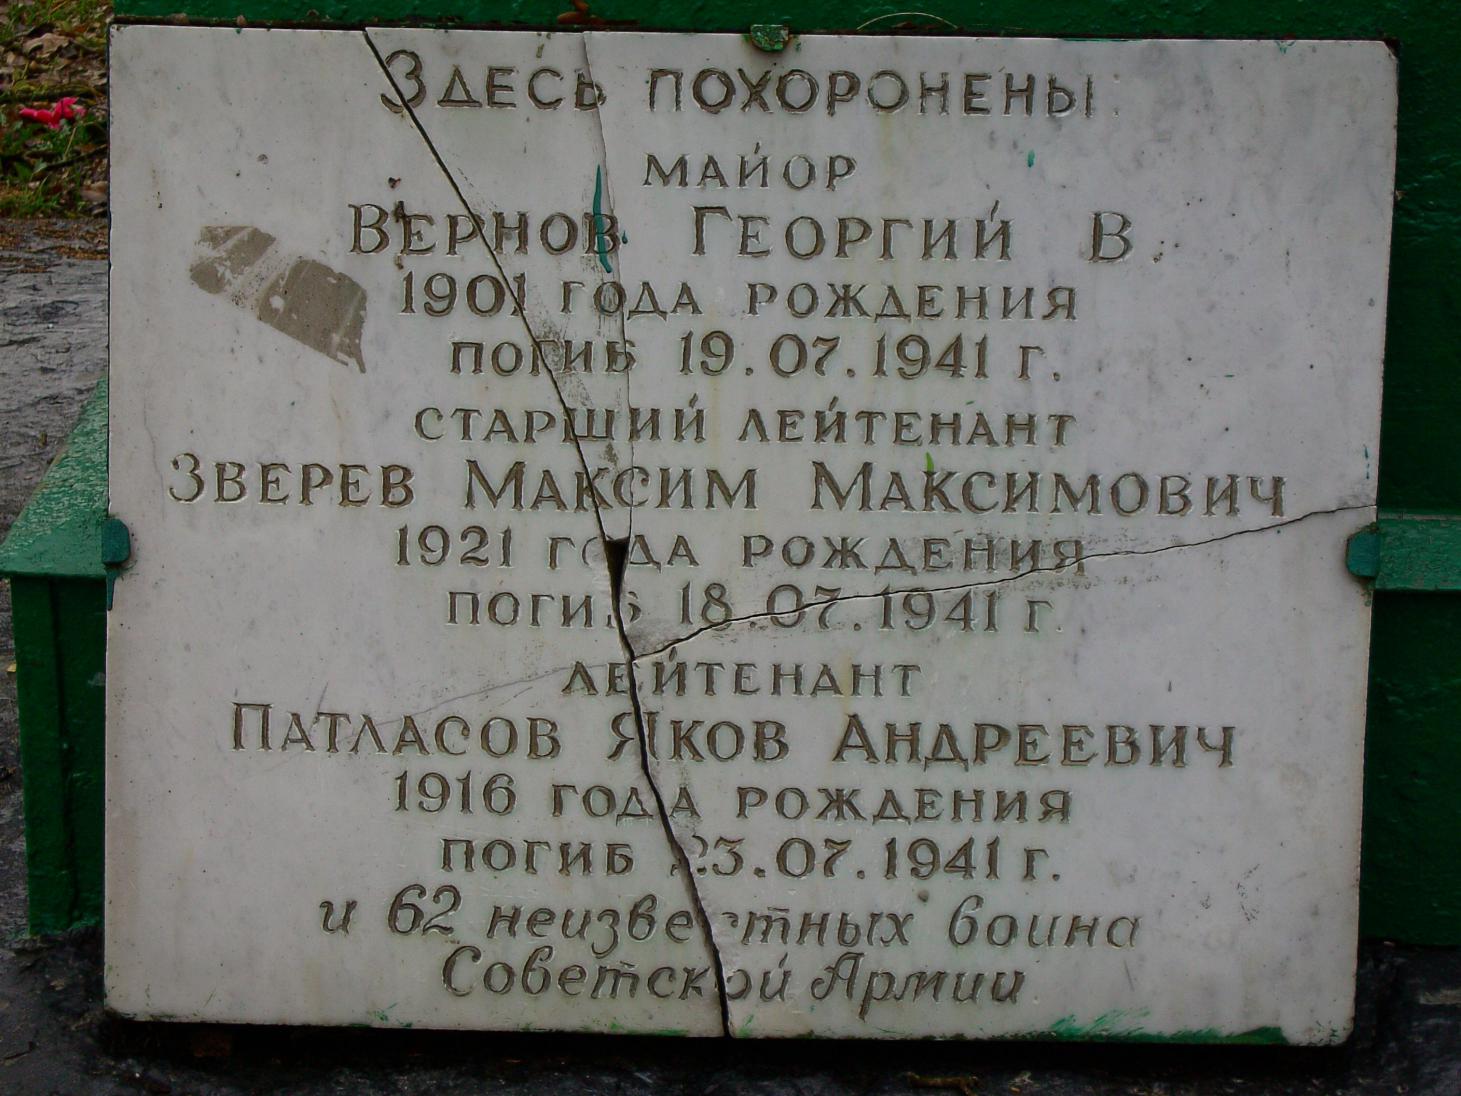 Здесь похоронены
майор
Вернов Георгий В.
1901 года рождения
погиб 19.07.1941 г.
старший лейтенант
Зверев Максим Максимович
1921 года рождения
погиб 18.07.1941 г.
лейтенант
Патласов Яков Андреевич
1916 года рождения
погиб 23.07.1941 г.
и 62 неизвестных воина
Советской Армии